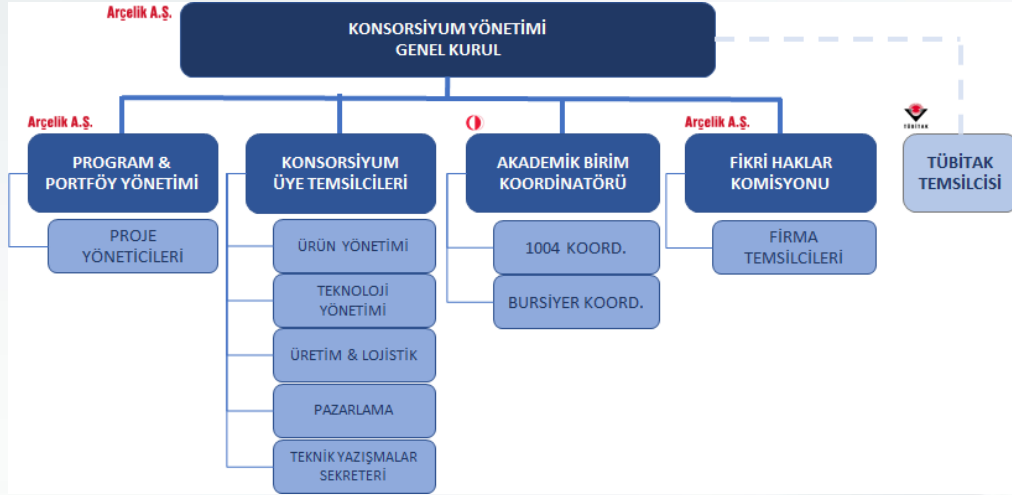 Arçelik A.Ş.
KONSORSİYUM YÖNETİMİ
GENEL KURUL
Arçelik A.Ş.
PROGRAM &
PORTFÖY YÖNETİMİ
PROJE
YÖNETİCİLERİ
KONSORSİYUM
ÜYE TEMSİLCİLERİ
ÜRÜN YÖNETİMİ
TEKNOLOJİ
YÖNETİMİ
ÜRETİM & LOJİSTİK
PAZARLAMA
TEKNİK YAZIŞMALAR
SEKRETERİ
AKADEMİK BİRİM
KOORDİNATÖRÜ
1004 KOORD.
BURSİYER KOORD.
Arçelik A.Ş.
FİKRİ HAKLAR
KOMİSYONU
FİRMA
TEMSİLCİLERİ
TÜBİTAK
TÜBİTAK
TEMSİLCİSİ